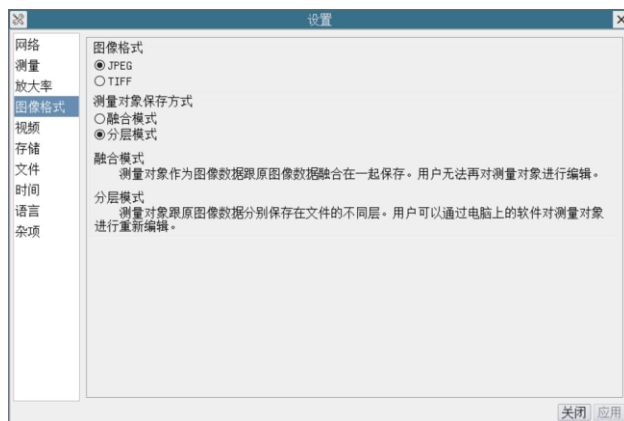 设置
网络
测量
放大率
图像格式
视频
存储
文件
时间
语言
杂项
图像格式
JPEG
TIFF
测量对象保存方式
融合模式
分层模式
融合模式
测量对象作为图像数据跟原图像数据融合在一起保存。用户无法再对测量对象进行编辑。
分层模式
测量对象跟原图像数据分别保存在文件的不同层。用户可以通过电脑上的软件对测量对象
进行重新编辑。
关闭 应用